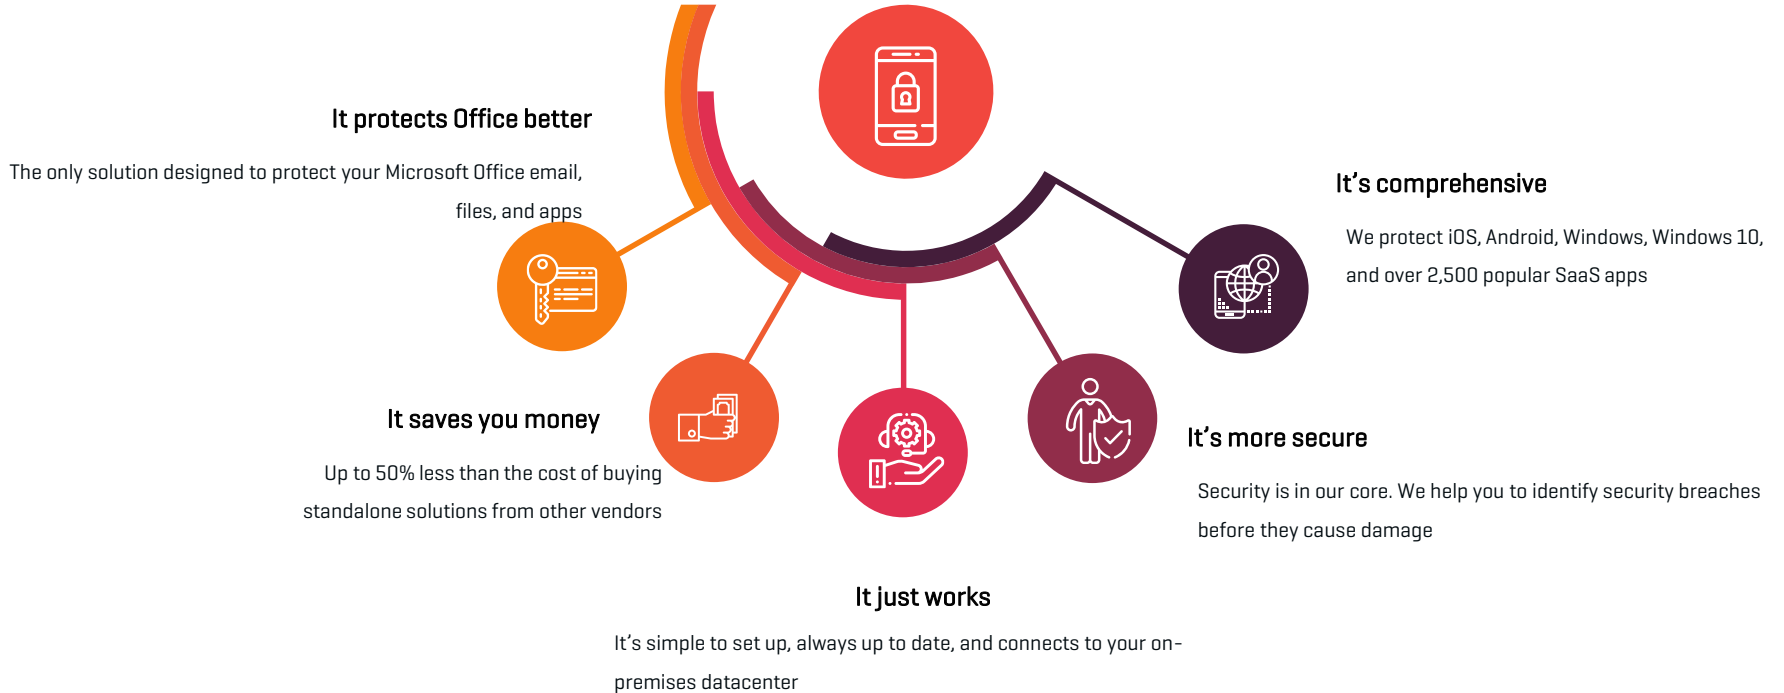 It protects Office better
The only solution designed to protect your Microsoft Office email,
files, and apps
It saves you money
Up to 50% less than the cost of buying
standalone solutions from other vendors
It just works
It's simple to set up, always up to date, and connects to your on-
premises datacenter
It's more secure
Security is in our core. We help you to identify security breaches
before they cause damage
It's comprehensive
We protect iOS, Android, Windows, Windows 10,
and over 2,500 popular SaaS apps